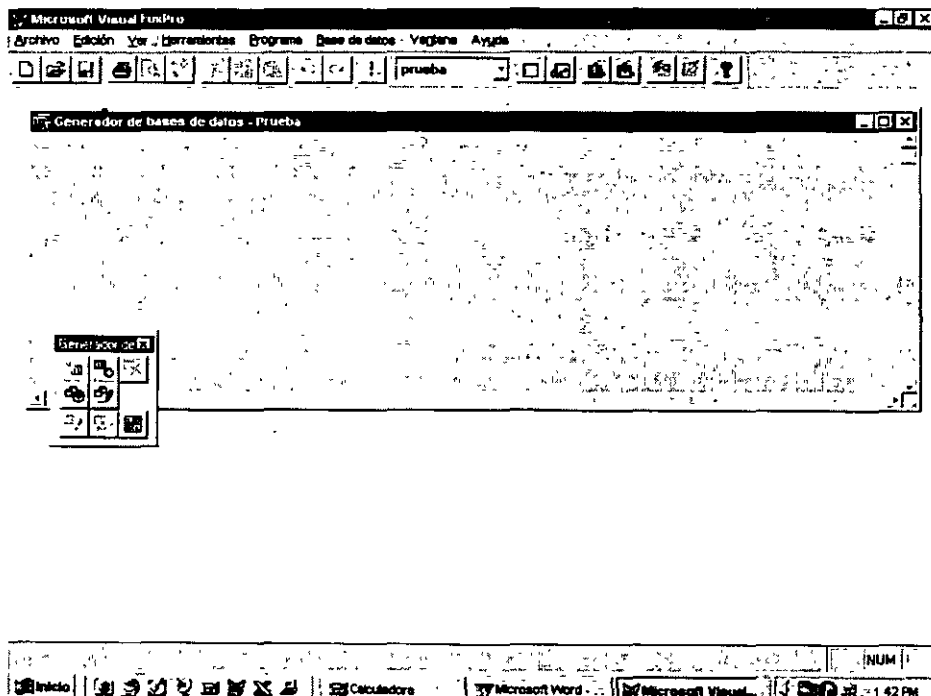 Microsoft Visual FoxPro
Archivo Edición Ver Herramientas Programa Base de datos Ventana Ayuda
prueba
Generador de bases de datos - Prueba
Generador de
NUM
Inicio Calculadora Microsoft Word - Microsoft Visual... 1 42 PM